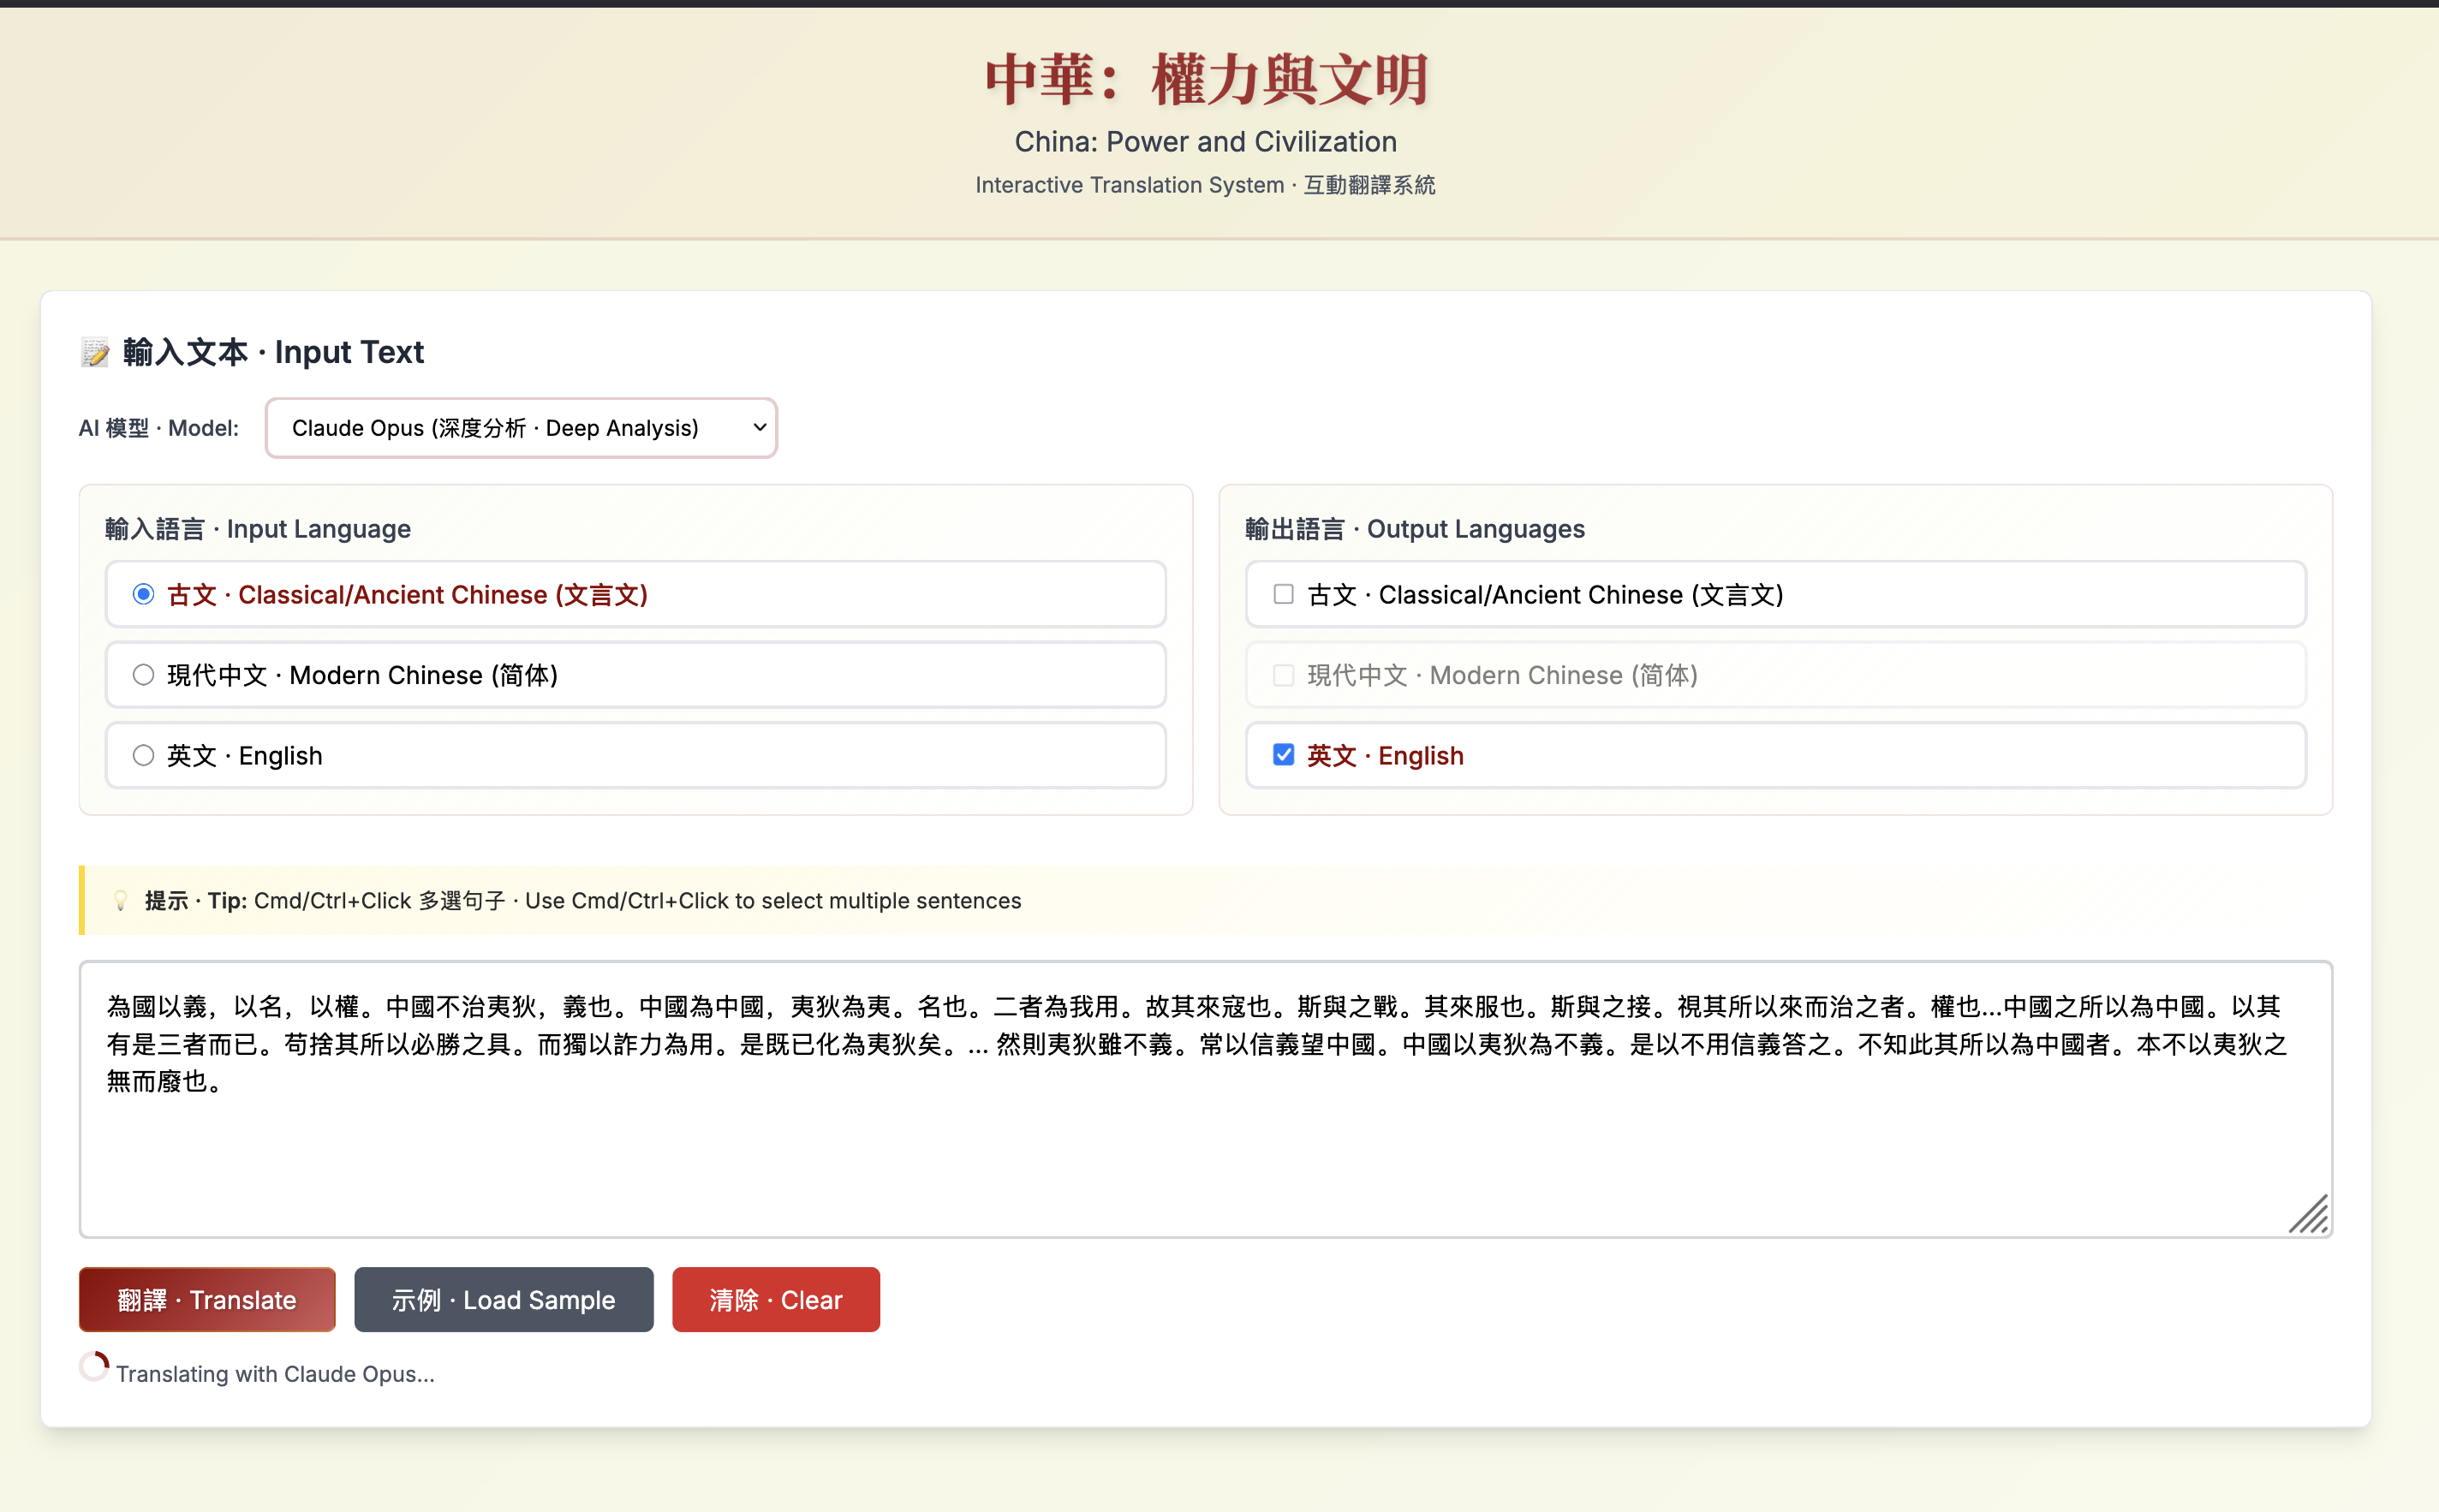 中華：權力與文明
China: Power and Civilization
Interactive Translation System · 互動翻譯系統
📝 輸入文本 · Input Text
AI 模型 · Model:
Claude Opus (深度分析 · Deep Analysis)
輸入語言 · Input Language
古文 · Classical/Ancient Chinese (文言文)
現代中文 · Modern Chinese (简体)
英文 · English
輸出語言 · Output Languages
古文 · Classical/Ancient Chinese (文言文)
現代中文 · Modern Chinese (简体)
英文 · English
💡 提示 · Tip: Cmd/Ctrl+Click 多選句子 · Use Cmd/Ctrl+Click to select multiple sentences
為國以義，以名，以權。中國不治夷狄，義也。中國為中國，夷狄為夷。名也。二者為我用。故其來寇也。斯與之戰。其來服也。斯與之接。視其所以來而治之者。權也...中國之所以為中國。以其
有是三者而已。苟捨其所以必勝之具。而獨以詐力為用。是既已化為夷狄矣。... 然則夷狄雖不義。常以信義望中國。中國以夷狄為不義。是以不用信義答之。不知此其所以為中國者。本不以夷狄之
無而廢也。
翻譯 · Translate
示例 · Load Sample
清除 · Clear
Translating with Claude Opus...